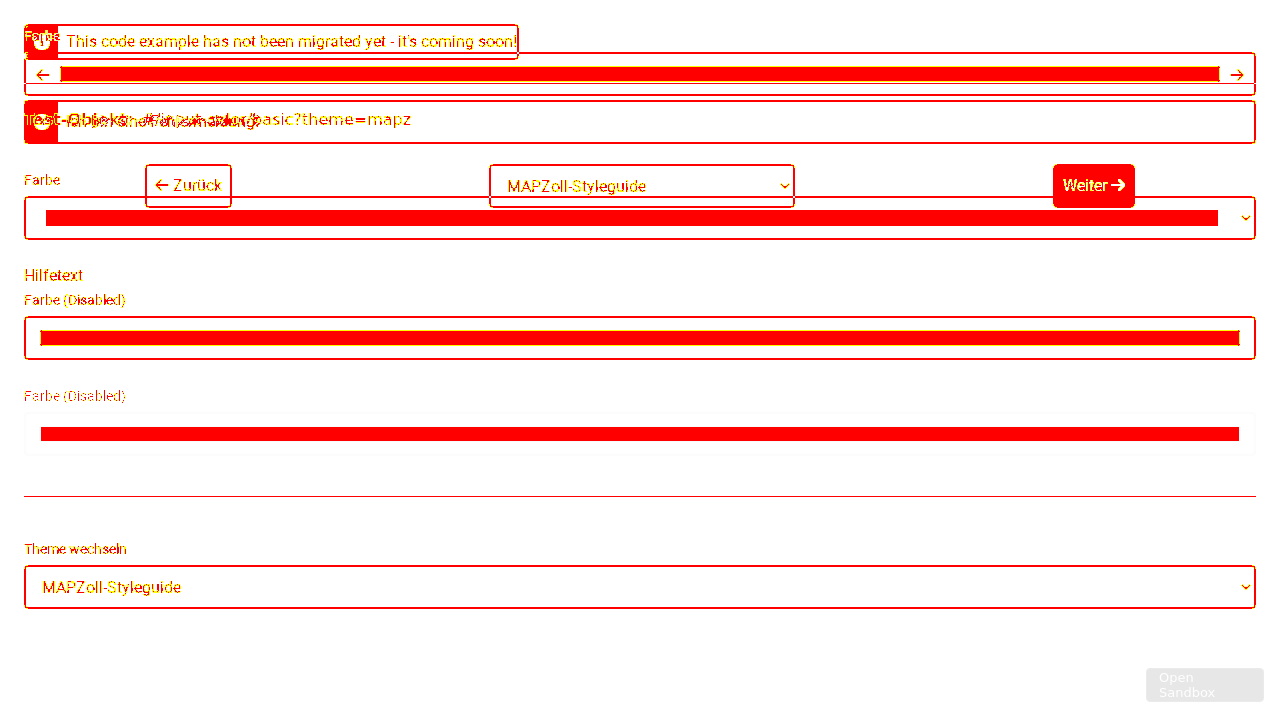 Farbe
This code example has not been migrated yet - it's coming soon!
← →
Test-Objekt: #/input-color/basic?theme=mapz
Farbe
← Zurück
MAPZoll-Styleguide
Weiter →
Hilfetext
Farbe (Disabled)
Farbe (Disabled)
Theme wechseln
MAPZoll-Styleguide
Open
Sandbox